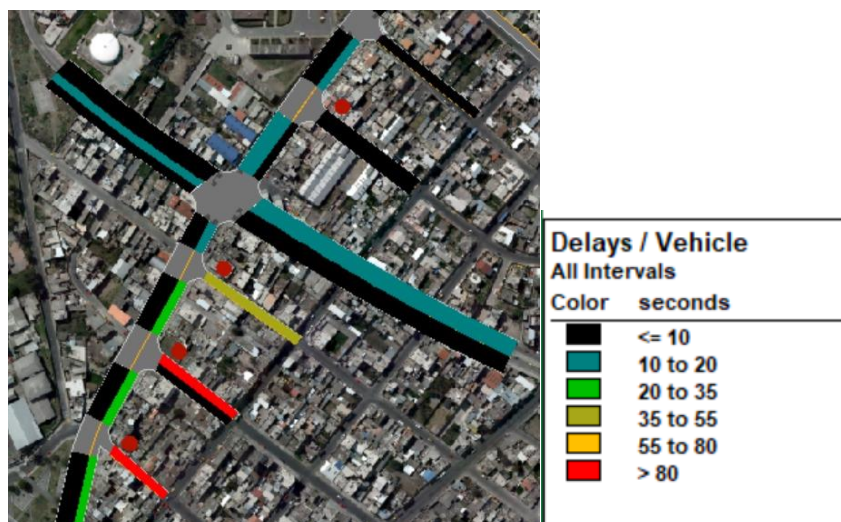 Delays / Vehicle
All Intervals
Color seconds
<= 10
10 to 20
20 to 35
35 to 55
55 to 80
> 80